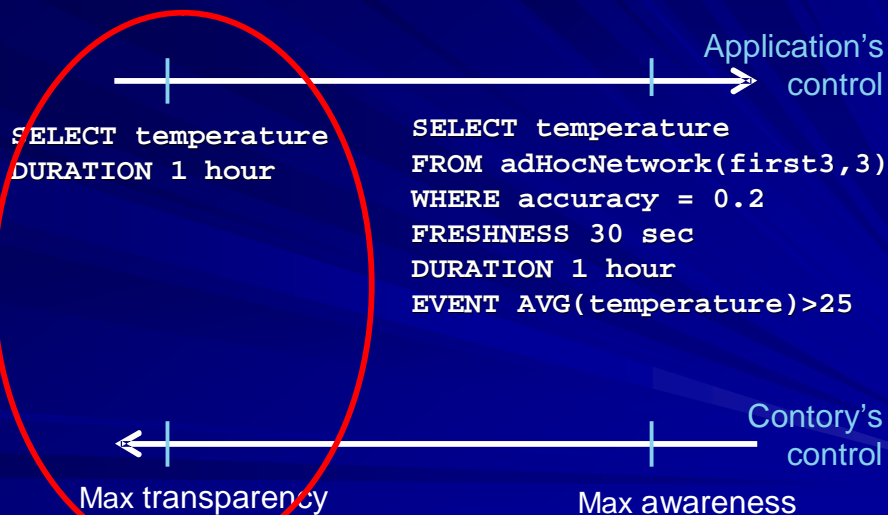 Application's
control
SELECT temperature
DURATION 1 hour
SELECT temperature
FROM adHocNetwork(first3,3)
WHERE accuracy = 0.2
FRESHNESS 30 sec
DURATION 1 hour
EVENT AVG(temperature)>25
Contory's
control
Max transparency
Max awareness